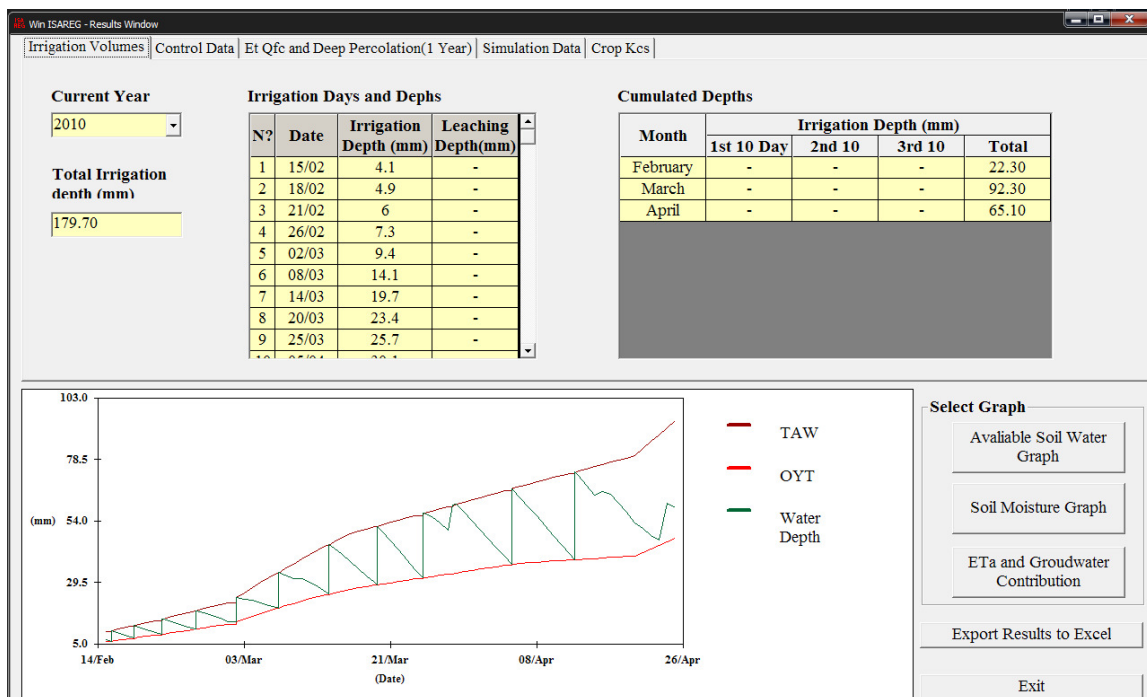 Win ISAREG - Results Window
Irrigation Volumes Control Data Et Qfc and Deep Percolation(1 Year) Simulation Data Crop Kcs
Current Year
2010
Total Irrigation
depth (mm)
179.70
Irrigation Days and Dephs
N? Date Irrigation Depth (mm) Leaching Depth(mm)
1 15/02 4.1 -
2 18/02 4.9 -
3 21/02 6 -
4 26/02 7.3 -
5 02/03 9.4 -
6 08/03 14.1 -
7 14/03 19.7 -
8 20/03 23.4 -
9 25/03 25.7 -
Cumulated Depths
Month Irrigation Depth (mm)
1st 10 Day 2nd 10 3rd 10 Total
February - - - 22.30
March - - - 92.30
April - - - 65.10
103.0
78.5
54.0
29.5
5.0
(mm)
14/Feb 03/Mar 21/Mar 08/Apr 26/Apr
(Date)
TAW
OYT
Water
Depth
Select Graph
Avaliable Soil Water
Graph
Soil Moisture Graph
ETa and Groudwater
Contribution
Export Results to Excel
Exit